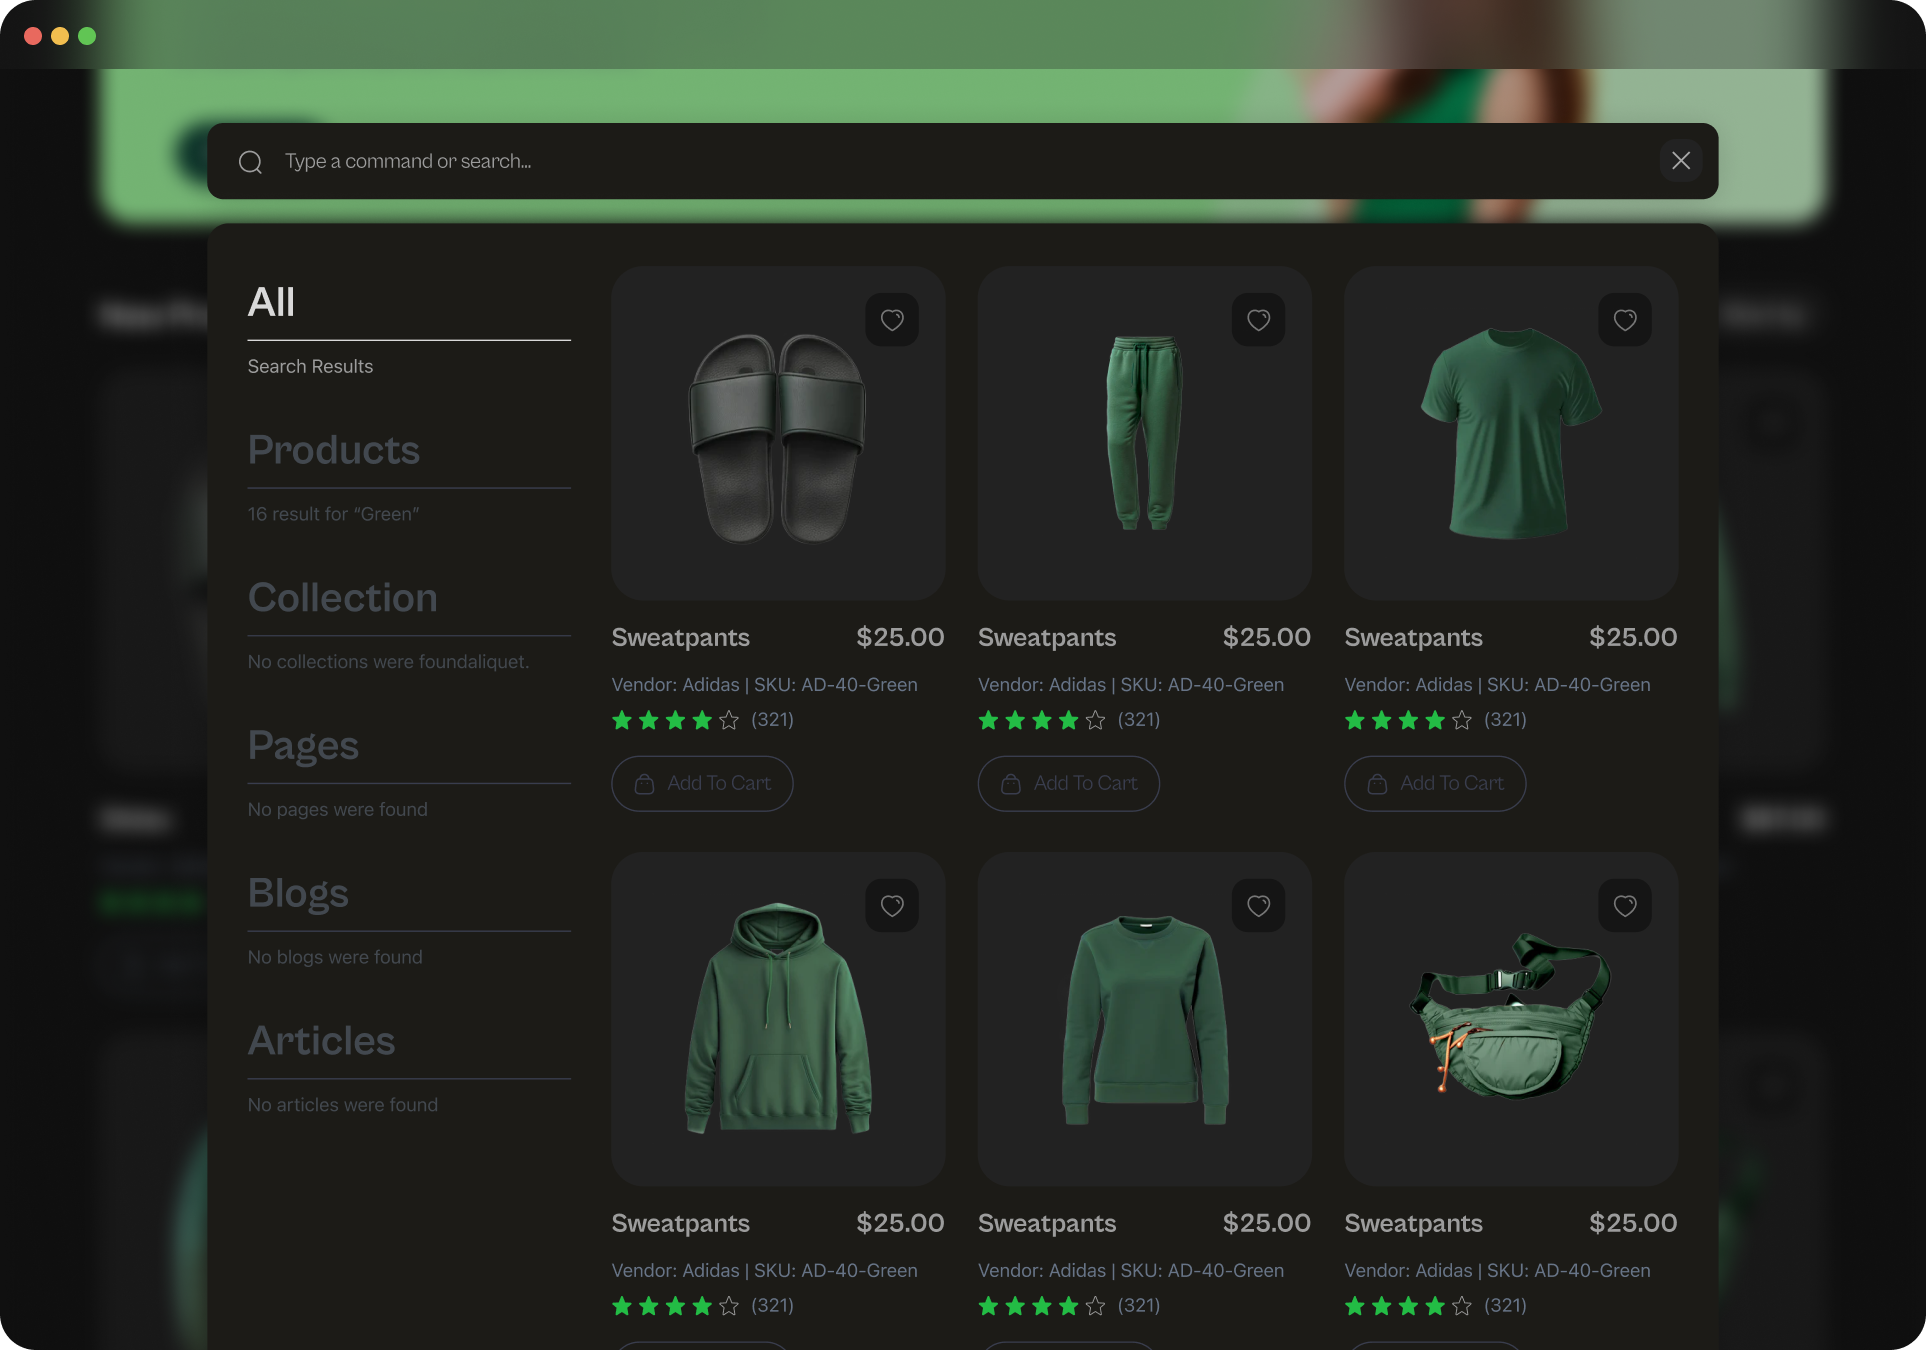 Type a command or search...
All
Search Results
Products
16 result for “Green”
Collection
No collections were foundaliquet.
Pages
No pages were found
Blogs
No blogs were found
Articles
No articles were found
Sweatpants $25.00
Vendor: Adidas | SKU: AD-40-Green
(321)
Add To Cart
Sweatpants $25.00
Vendor: Adidas | SKU: AD-40-Green
(321)
Add To Cart
Sweatpants $25.00
Vendor: Adidas | SKU: AD-40-Green
(321)
Add To Cart
Sweatpants $25.00
Vendor: Adidas | SKU: AD-40-Green
(321)
Sweatpants $25.00
Vendor: Adidas | SKU: AD-40-Green
(321)
Sweatpants $25.00
Vendor: Adidas | SKU: AD-40-Green
(321)